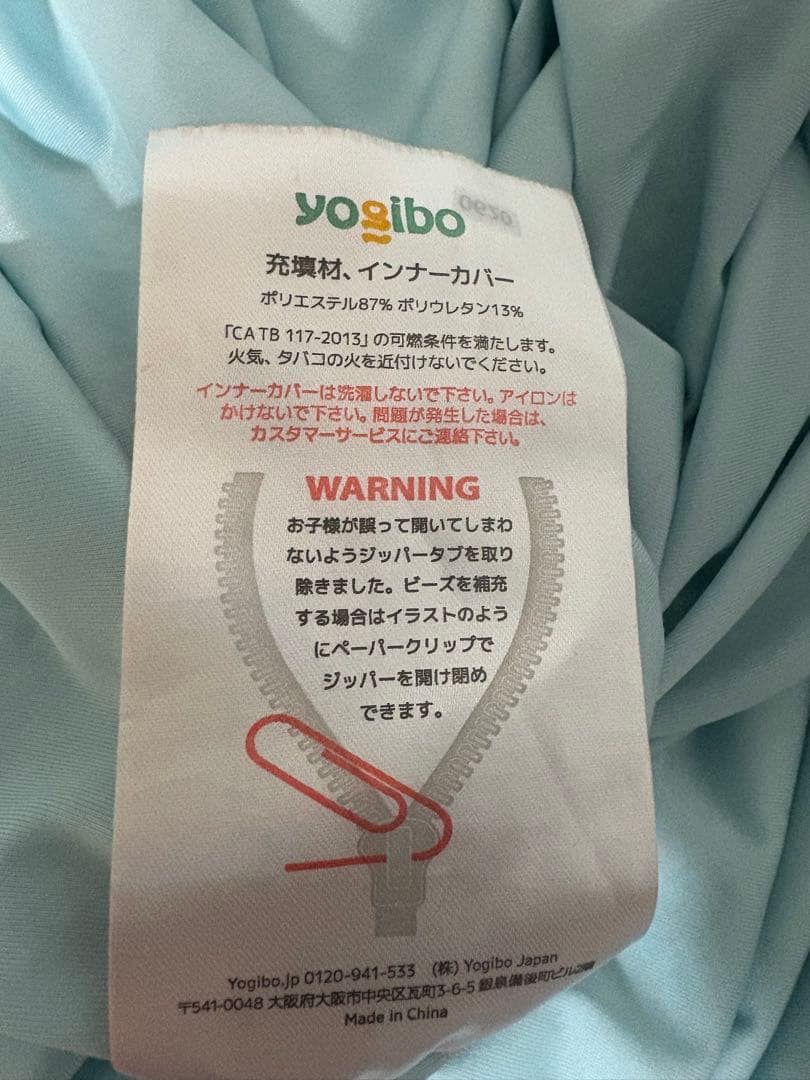 yogibo
充填材、インナーカバー
ポリエステル87% ポリウレタン13%
「CA TB 117-2013」の可燃条件を満たします。
火気、タバコの火を近付けないでください。
インナーカバーは洗濯しないで下さい。アイロンは
かけないで下さい。問題が発生した場合は、
カスタマーサービスにご連絡下さい。
WARNING
お子様が誤って開いてしまわ
ないようジッパータブを取り
除きました。ビーズを補充
する場合はイラストのよう
にペーパークリップで
ジッパーを開け閉め
できます。
Yogibo.jp 0120-941-533 (株) Yogibo Japan
〒541-0048 大阪府大阪市中央区瓦町3-6-5 銀泉備後町ビル2階
Made in China